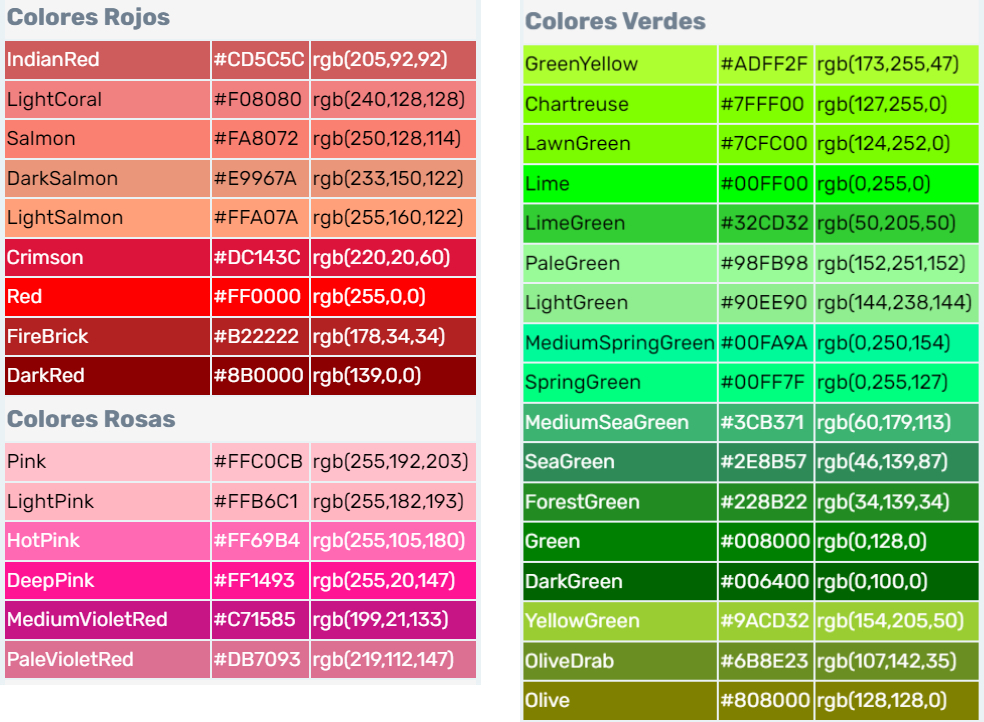 Colores Rojos
IndianRed #CD5C5C rgb(205,92,92)
LightCoral #F08080 rgb(240,128,128)
Salmon #FA8072 rgb(250,128,114)
DarkSalmon #E9967A rgb(233,150,122)
LightSalmon #FFA07A rgb(255,160,122)
Crimson #DC143C rgb(220,20,60)
Red #FF0000 rgb(255,0,0)
FireBrick #B22222 rgb(178,34,34)
DarkRed #8B0000 rgb(139,0,0)
Colores Rosas
Pink #FFC0CB rgb(255,192,203)
LightPink #FFB6C1 rgb(255,182,193)
HotPink #FF69B4 rgb(255,105,180)
DeepPink #FF1493 rgb(255,20,147)
MediumVioletRed #C71585 rgb(199,21,133)
PaleVioletRed #DB7093 rgb(219,112,147)
Colores Verdes
GreenYellow #ADFF2F rgb(173,255,47)
Chartreuse #7FFF00 rgb(127,255,0)
LawnGreen #7CFC00 rgb(124,252,0)
Lime #00FF00 rgb(0,255,0)
LimeGreen #32CD32 rgb(50,205,50)
PaleGreen #98FB98 rgb(152,251,152)
LightGreen #90EE90 rgb(144,238,144)
MediumSpringGreen #00FA9A rgb(0,250,154)
SpringGreen #00FF7F rgb(0,255,127)
MediumSeaGreen #3CB371 rgb(60,179,113)
SeaGreen #2E8B57 rgb(46,139,87)
ForestGreen #228B22 rgb(34,139,34)
Green #008000 rgb(0,128,0)
DarkGreen #006400 rgb(0,100,0)
YellowGreen #9ACD32 rgb(154,205,50)
OliveDrab #6B8E23 rgb(107,142,35)
Olive #808000 rgb(128,128,0)